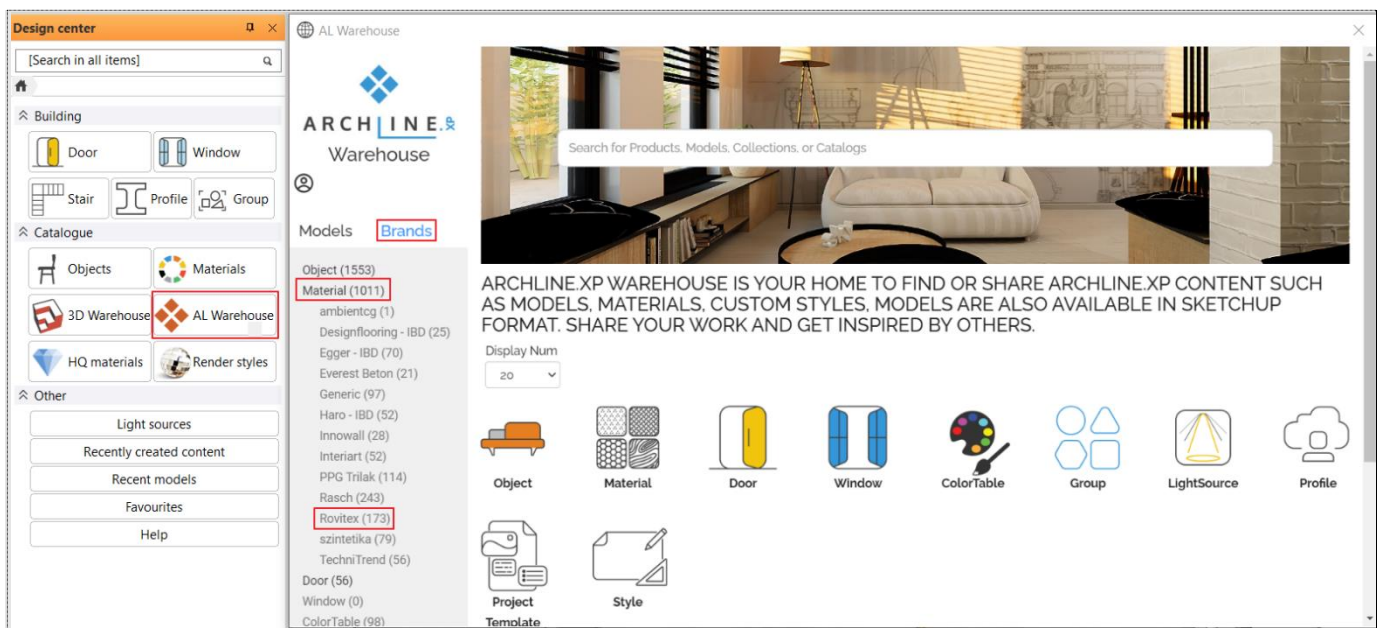 Design center
[Search in all items]
Building
Door
Window
Stair
Profile
Group
Catalogue
Objects
Materials
3D Warehouse
AL Warehouse
HQ materials
Render styles
Other
Light sources
Recently created content
Recent models
Favourites
Help
AL Warehouse
ARCHLINE.XP
Warehouse
Models
Brands
Object (1553)
Material (1011)
ambientcg (1)
Designflooring - IBD (25)
Egger - IBD (70)
Everest Beton (21)
Generic (97)
Haro - IBD (52)
Innowall (28)
Interiart (52)
PPG Trilak (114)
Rasch (243)
Rovitex (173)
szintetika (79)
TechniTrend (56)
Door (56)
Window (0)
ColorTable (98)
Search for Products, Models, Collections, or Catalogs
ARCHLINE.XP WAREHOUSE IS YOUR HOME TO FIND OR SHARE ARCHLINE.XP CONTENT SUCH
AS MODELS, MATERIALS, CUSTOM STYLES, MODELS ARE ALSO AVAILABLE IN SKETCHUP
FORMAT. SHARE YOUR WORK AND GET INSPIRED BY OTHERS.
Display Num
20
Object
Material
Door
Window
ColorTable
Group
LightSource
Profile
Project
Template
Style